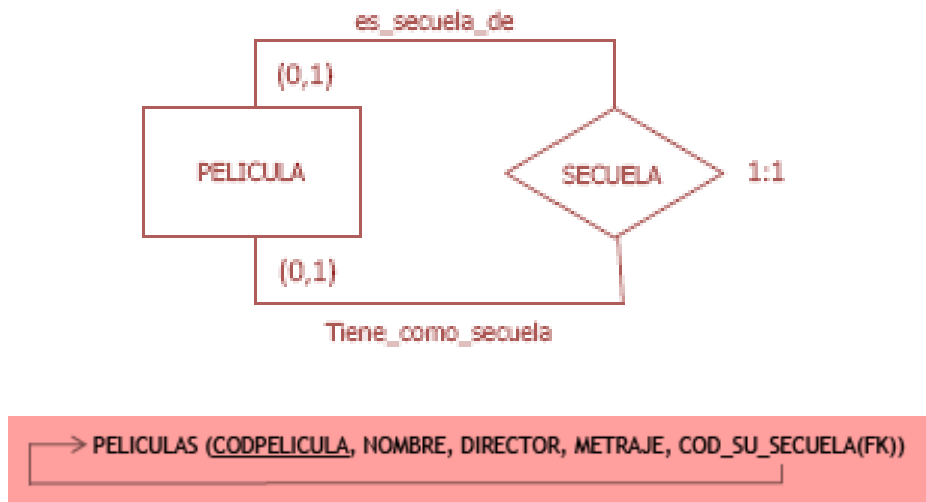 es_secuela_de
(0,1)
PELICULA
SECUELA
1:1
(0,1)
Tiene_como_secuela
PELICULAS (CODPELICULA, NOMBRE, DIRECTOR, METRAJE, COD_SU_SECUELA(FK))